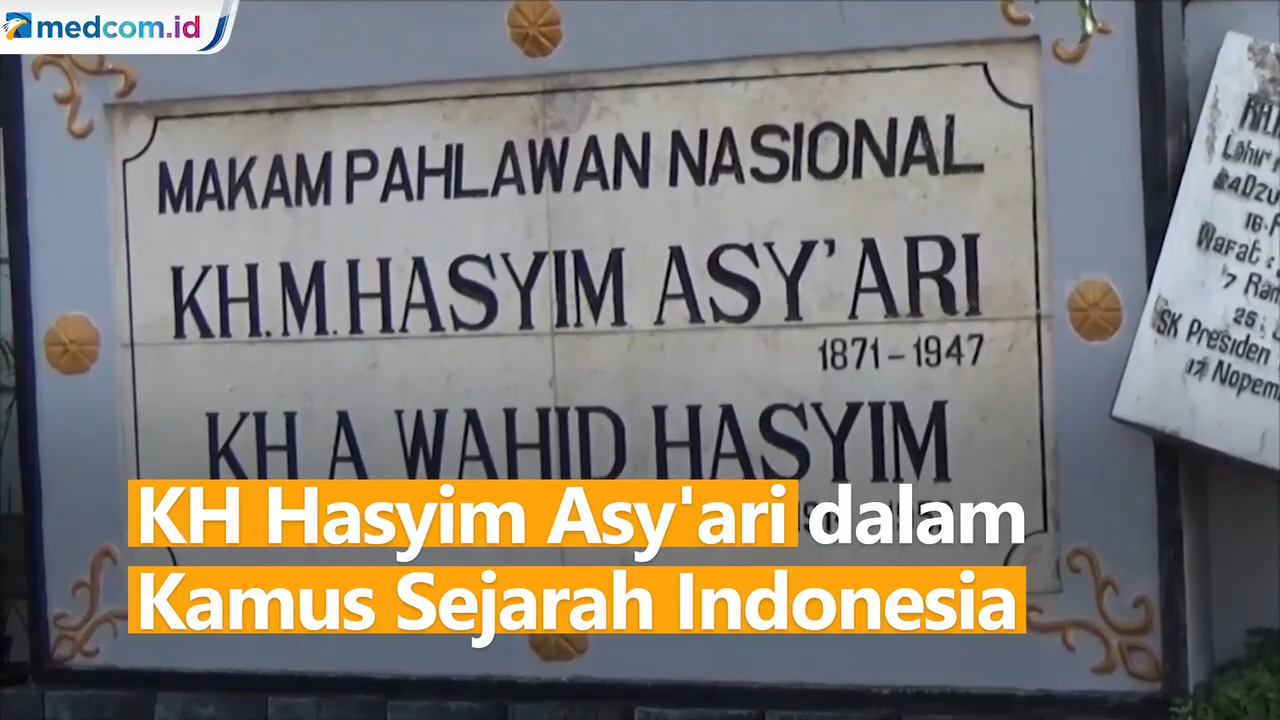 medcom.id
MAKAM PAHLAWAN NASIONAL
KH.M.HASYIM ASY'ARI
1871-1947
KH A WAHID HASYIM
KH Hasyim Asy'ari dalam
Kamus Sejarah Indonesia
Wafat :
SK Presiden